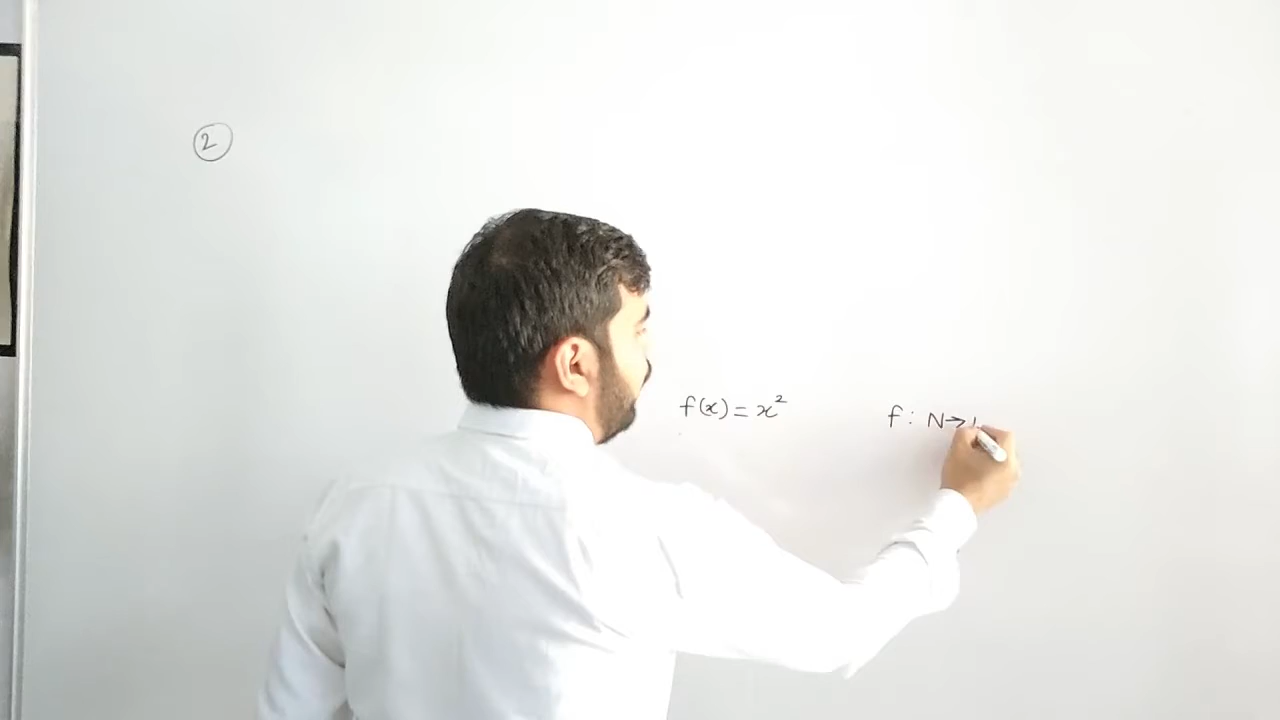 2
f(x) = x²
f : N →